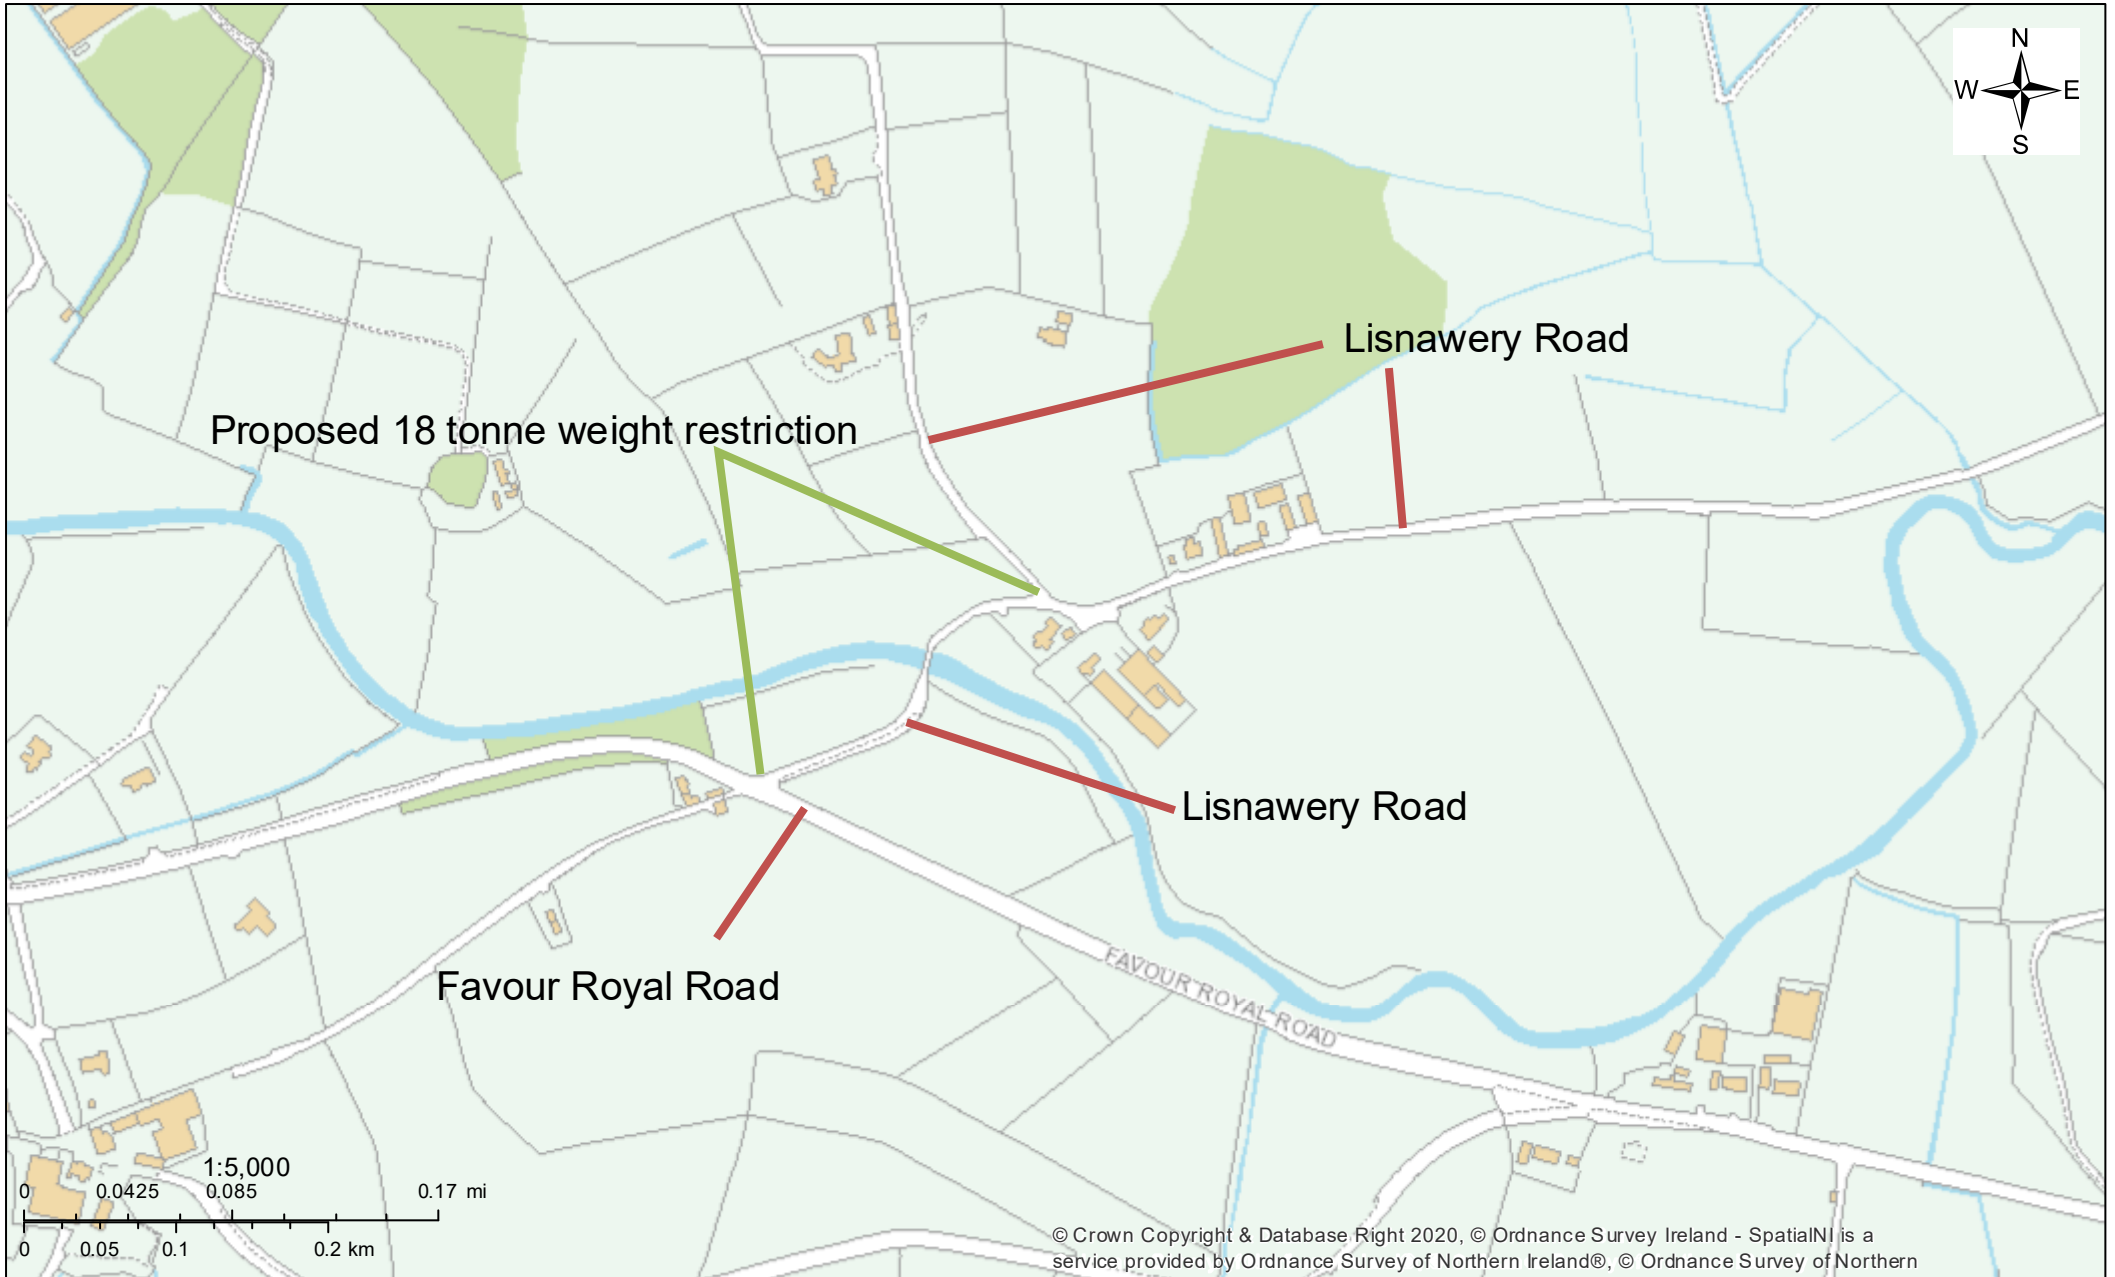 N
W E
S
Lisnawery Road
Proposed 18 tonne weight restriction
Lisnawery Road
FAVOUR ROYAL ROAD
Favour Royal Road
1:5,000
0 0.0425 0.085 0.17 mi
0 0.05 0.1 0.2 km
© Crown Copyright & Database Right 2020, © Ordnance Survey Ireland - SpatialNI is a
service provided by Ordnance Survey of Northern Ireland®, © Ordnance Survey of Northern